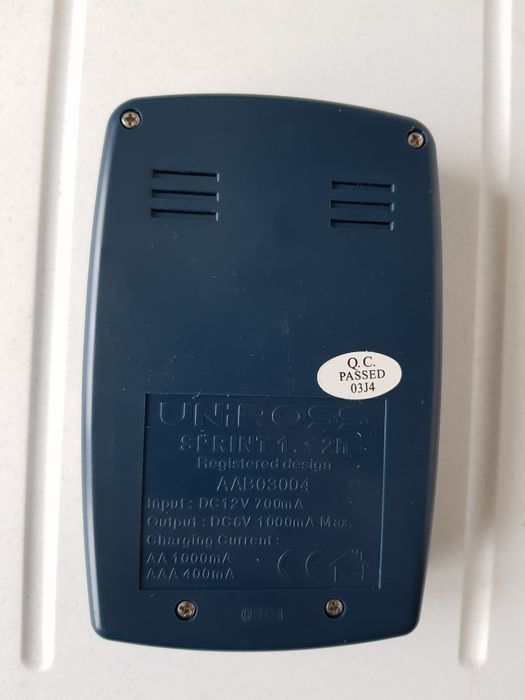 Q.C.
PASSED
03J4
UNiROSS
SPRINT 1.<2h
Registered design
AAB03004
Input : DC12V 700mA
Output : DC6V 1000mA Max.
Charging Current :
AA 1000mA
AAA 400mA
CE